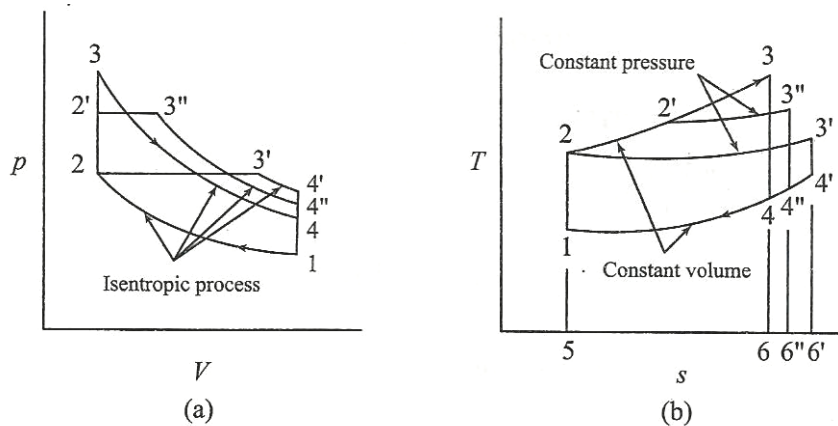 3
2'
3"
2
3'
p
4'
4"
4
1
Isentropic process
V
(a)
Constant pressure
3
3"
2'
3'
2
T
4'
4
4"
1
Constant volume
5
6
6"
6'
s
(b)